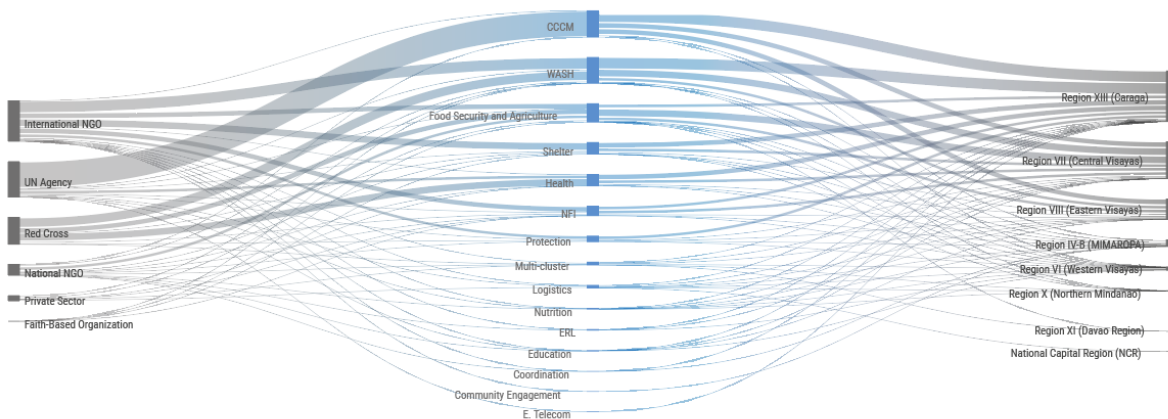 International NGO
UN Agency
Red Cross
National NGO
Private Sector
Faith-Based Organization
CCCM
WASH
Food Security and Agriculture
Shelter
Health
NFI
Protection
Multi-cluster
Logistics
Nutrition
ERL
Education
Coordination
Community Engagement
E. Telecom
Region XIII (Caraga)
Region VII (Central Visayas)
Region VIII (Eastern Visayas)
Region IV-B (MIMAROPA)
Region VI (Western Visayas)
Region X (Northern Mindanao)
Region XI (Davao Region)
National Capital Region (NCR)